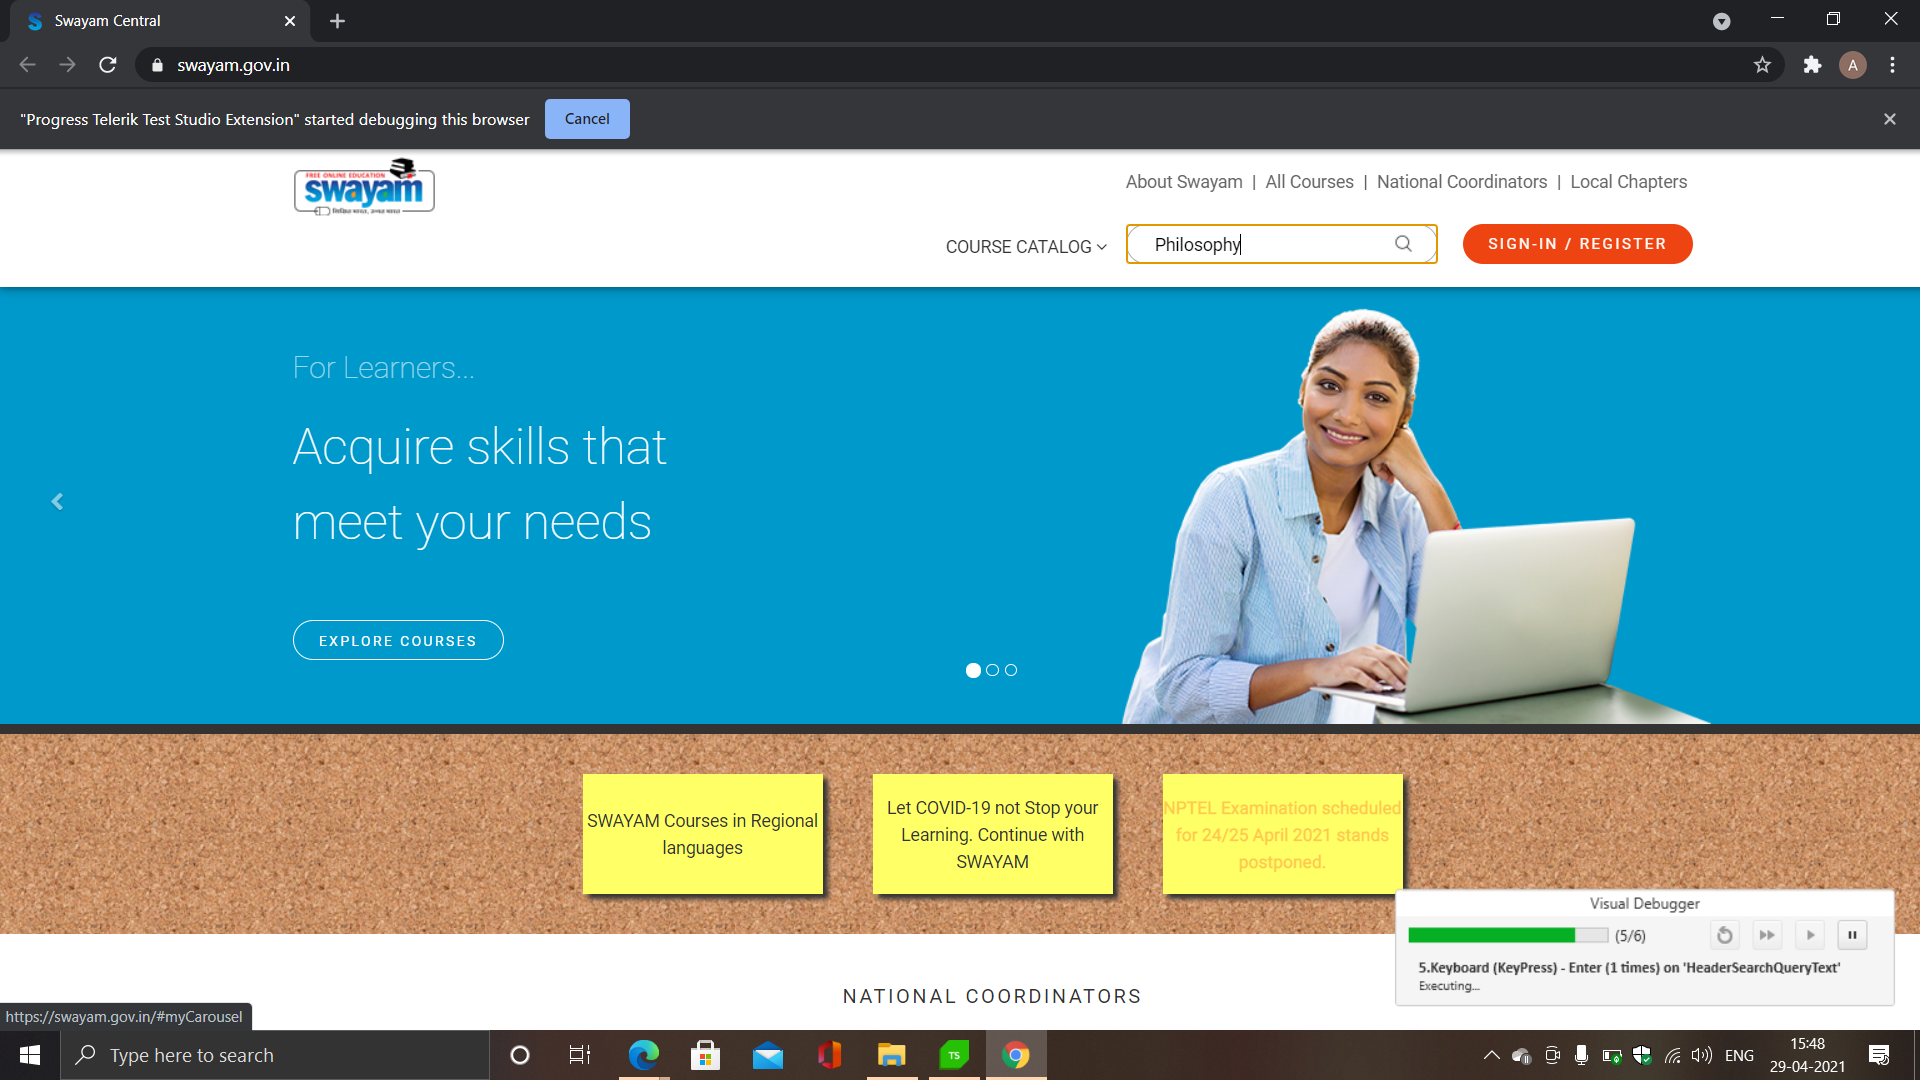 Swayam Central
swayam.gov.in
A
"Progress Telerik Test Studio Extension" started debugging this browser
Cancel
FREE ONLINE EDUCATION
swayam
About Swayam | All Courses | National Coordinators | Local Chapters
COURSE CATALOG
Philosophy
SIGN-IN / REGISTER
For Learners...
Acquire skills that
meet your needs
EXPLORE COURSES
SWAYAM Courses in Regional
languages
Let COVID-19 not Stop your
Learning. Continue with
SWAYAM
NPTEL Examination scheduled
for 24/25 April 2021 stands
postponed.
Visual Debugger
(5/6)
5.Keyboard (KeyPress) - Enter (1 times) on 'HeaderSearchQueryText'
Executing...
NATIONAL COORDINATORS
https://swayam.gov.in/#myCarousel
Type here to search
TS
ENG
15:48
29-04-2021